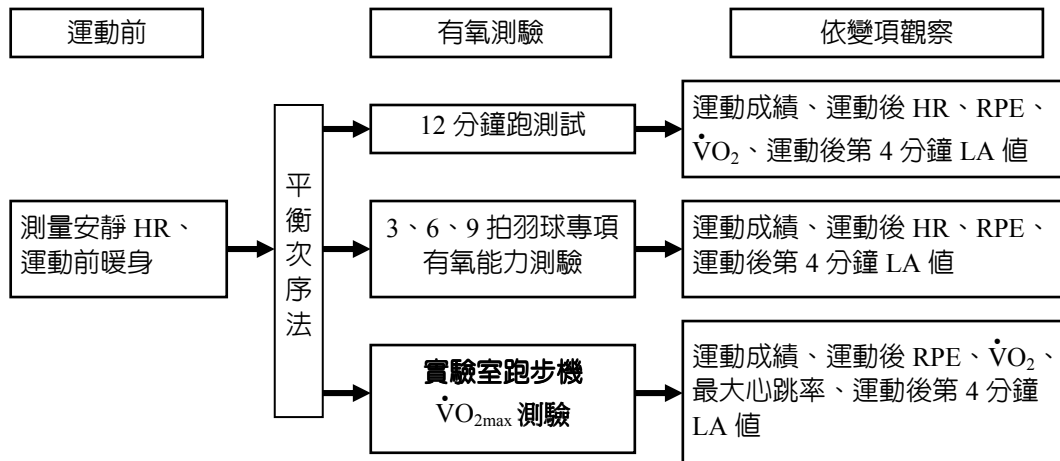 運動前
有氧測驗
依變項觀察
測量安靜 HR、
運動前暖身
平衡次序法
12 分鐘跑測試
運動成績、運動後 HR、RPE、
V̇O₂、運動後第 4 分鐘 LA 值
3、6、9 拍羽球專項
有氧能力測驗
運動成績、運動後 HR、RPE、
運動後第 4 分鐘 LA 值
實驗室跑步機
V̇O₂max 測驗
運動成績、運動後 RPE、V̇O₂、
最大心跳率、運動後第 4 分鐘
LA 值